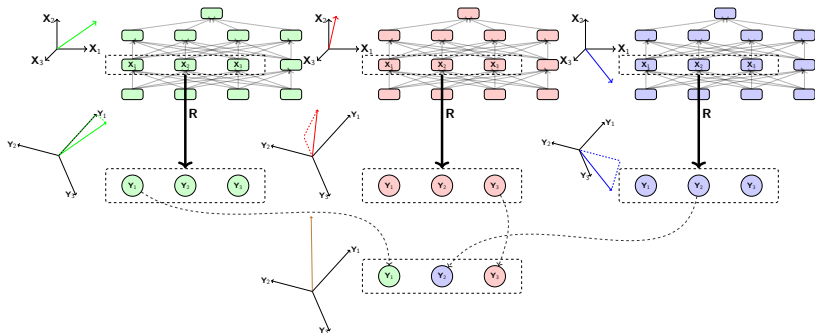 X₂ X₁ X₃
X₁ X₂ X₃
R
Y₁ Y₂ Y₃
Y₁ Y₂ Y₃
X₂ X₁ X₃
X₁ X₂ X₃
R
Y₁ Y₂ Y₃
Y₁ Y₂ Y₃
X₂ X₁ X₃
X₁ X₂ X₃
R
Y₁ Y₂ Y₃
Y₁ Y₂ Y₃
Y₁ Y₂ Y₃
Y₁ Y₂ Y₃